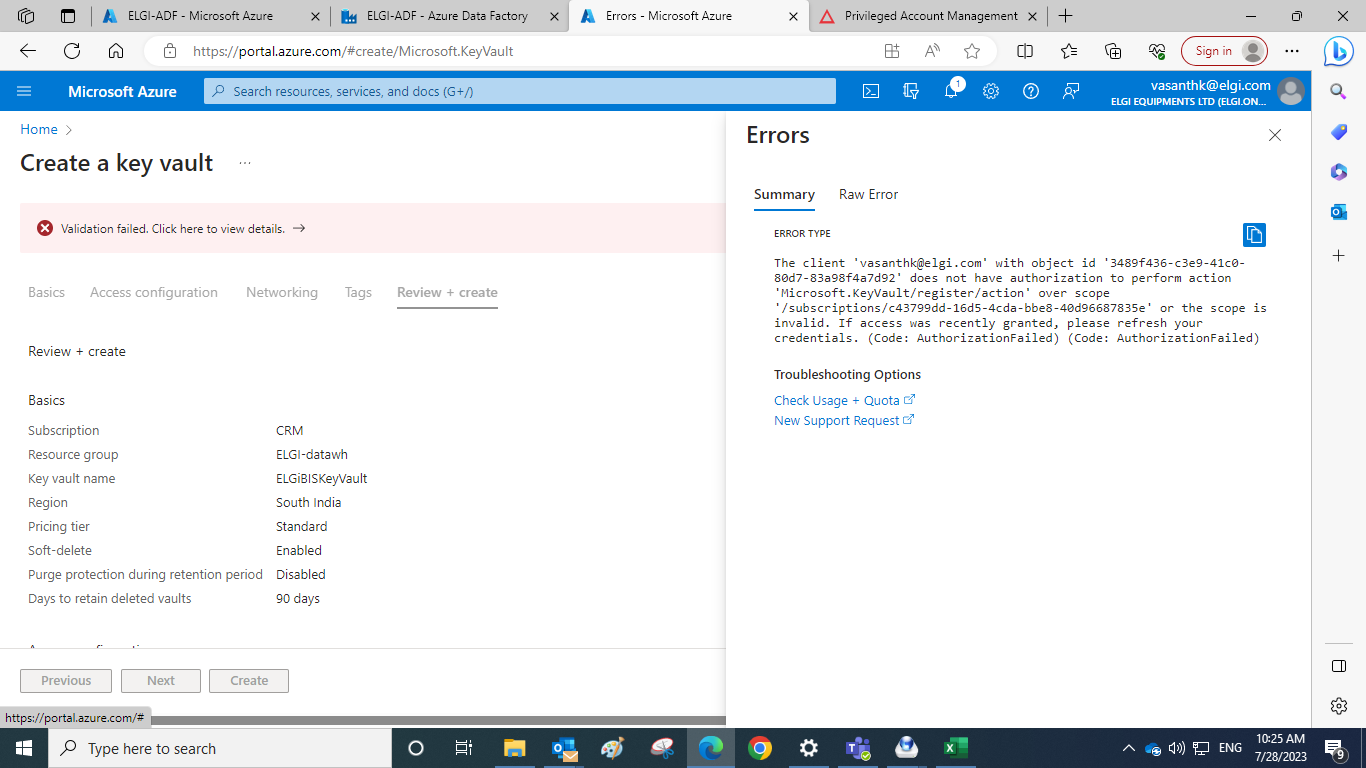 ELGI-ADF - Microsoft Azure
ELGI-ADF - Azure Data Factory
Errors - Microsoft Azure
Privileged Account Management
https://portal.azure.com/#create/Microsoft.KeyVault
Sign in
Microsoft Azure
Search resources, services, and docs (G+/)
1
vasanthk@elgi.com
ELGI EQUIPMENTS LTD (ELGI.ON...
Home
Create a key vault
Validation failed. Click here to view details.
Basics
Access configuration
Networking
Tags
Review + create
Review + create
Basics
Subscription CRM
Resource group ELGI-datawh
Key vault name ELGiBISKeyVault
Region South India
Pricing tier Standard
Soft-delete Enabled
Purge protection during retention period Disabled
Days to retain deleted vaults 90 days
Previous
Next
Create
https://portal.azure.com/#
Errors
Summary
Raw Error
ERROR TYPE
The client 'vasanthk@elgi.com' with object id '3489f436-c3e9-41c0-
80d7-83a98f4a7d92' does not have authorization to perform action
'Microsoft.KeyVault/register/action' over scope
'/subscriptions/c43799dd-16d5-4cda-bbe8-40d96687835e' or the scope is
invalid. If access was recently granted, please refresh your
credentials. (Code: AuthorizationFailed) (Code: AuthorizationFailed)
Troubleshooting Options
Check Usage + Quota
New Support Request
Type here to search
ENG
10:25 AM
7/28/2023
9